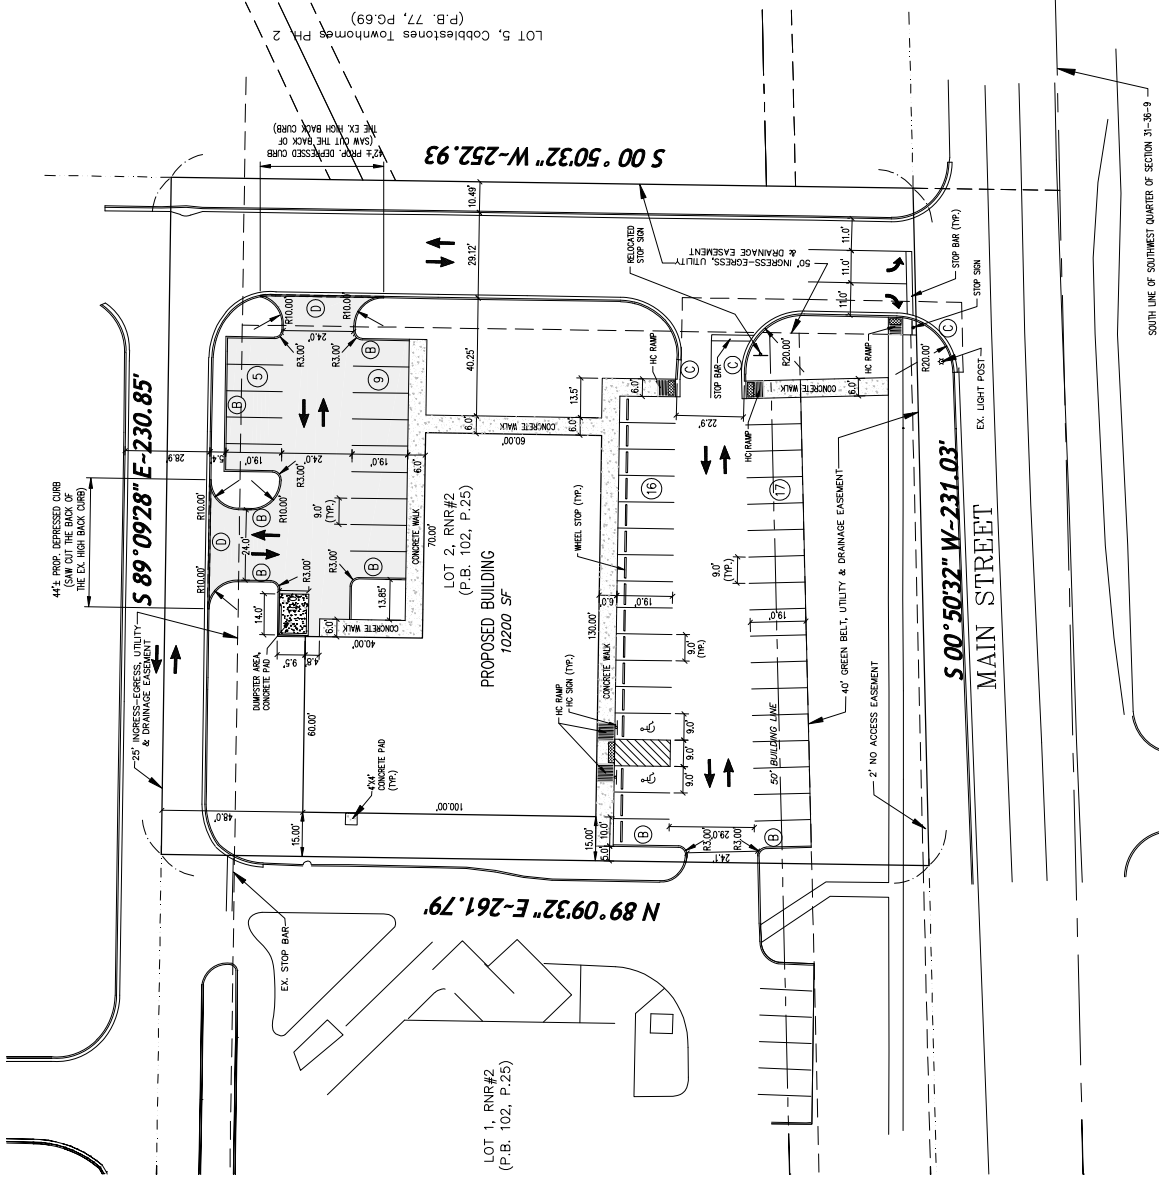 LOT 5, Cobblestones Townhomes PH. 2
(P.B. 77, PG.69)
42'± PROP. DEPRESSED CURB
(SAW CUT THE BACK OF
THE EX. HIGH BACK CURB)
S 00°50'32" W~252.93
SOUTH LINE OF SOUTHWEST QUARTER OF SECTION 31-36-9
10.49'
29.12'
RELOCATED
STOP SIGN
50' INGRESS-EGRESS, UTILITY
& DRAINAGE EASEMENT
11.0'
11.0'
11.0'
STOP BAR (TYP.)
STOP SIGN
R10.00'
D
R10.00'
24.0'
R3.00'
R3.00'
B
5
9
B
40.25'
HC RAMP
C
STOP BAR
C
R20.00'
HC RAMP
R20.00'
C
EX. LIGHT POST
S 89°09'28" E~230.85'
44'± PROP. DEPRESSED CURB
(SAW CUT THE BACK OF
THE EX. HIGH BACK CURB)
28.9'
5.4'
19.0'
24.0'
19.0'
6.0'
6.0'
CONCRETE WALK
60.00'
13.5'
6.0'
6.0'
22.9'
HC RAMP
CONCRETE WALK
6.0'
R10.00'
R3.00'
R10.00'
B
D
24.0'
B
R10.00'
R3.00'
R3.00'
9.0'
(TYP.)
B
CONCRETE WALK
70.00'
LOT 2, RNR#2
(P.B. 102, P.25)
PROPOSED BUILDING
10200 SF
WHEEL STOP (TYP.)
16
17
40' GREEN BELT, UTILITY & DRAINAGE EASEMENT
S 00°50'32" W~231.03'
MAIN STREET
14.0'
13.85'
6.0'
CONCRETE WALK
40.00'
9.5'
4.8'
DUMPSTER AREA,
CONCRETE PAD
25' INGRESS-EGRESS, UTILITY
& DRAINAGE EASEMENT
6.0'
19.0'
9.0'
(TYP.)
19.0'
130.00'
CONCRETE WALK
9.0'
(TYP.)
HC RAMP
HC SIGN (TYP.)
60.00'
9.0'
9.0'
9.0'
50' BUILDING LINE
2' NO ACCESS EASEMENT
4'X4'
CONCRETE PAD
(TYP.)
48.0'
100.00'
15.00'
15.00'
10.0'
5.0'
B
29.0'
R3.00'
R3.00'
B
24.1'
N 89°09'32" E~261.79'
EX. STOP BAR
LOT 1, RNR#2
(P.B. 102, P.25)